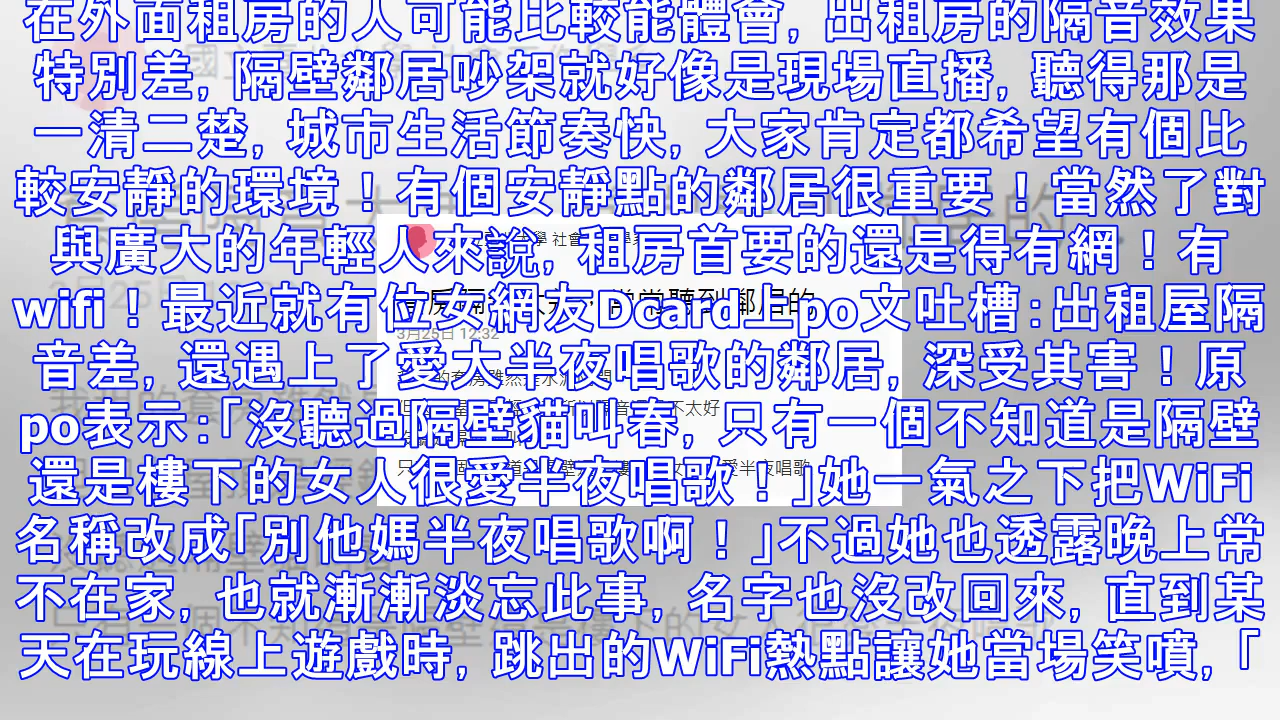 在外面租房的人可能比較能體會, 出租房的隔音效果
特別差, 隔壁鄰居吵架就好像是現場直播, 聽得那是
一清二楚, 城市生活節奏快, 大家肯定都希望有個比
較安靜的環境！有個安靜點的鄰居很重要！當然了對
與廣大的年輕人來說, 租房首要的還是得有網！有
wifi！最近就有位女網友Dcard上po文吐槽:出租屋隔
音差, 還遇上了愛大半夜唱歌的鄰居, 深受其害！原
po表示:「沒聽過隔壁貓叫春, 只有一個不知道是隔壁
還是樓下的女人很愛半夜唱歌！」她一氣之下把WiFi
名稱改成「別他媽半夜唱歌啊！」不過她也透露晚上常
不在家, 也就漸漸淡忘此事, 名字也沒改回來, 直到某
天在玩線上遊戲時, 跳出的WiFi熱點讓她當場笑噴,「
3月25日 12:32